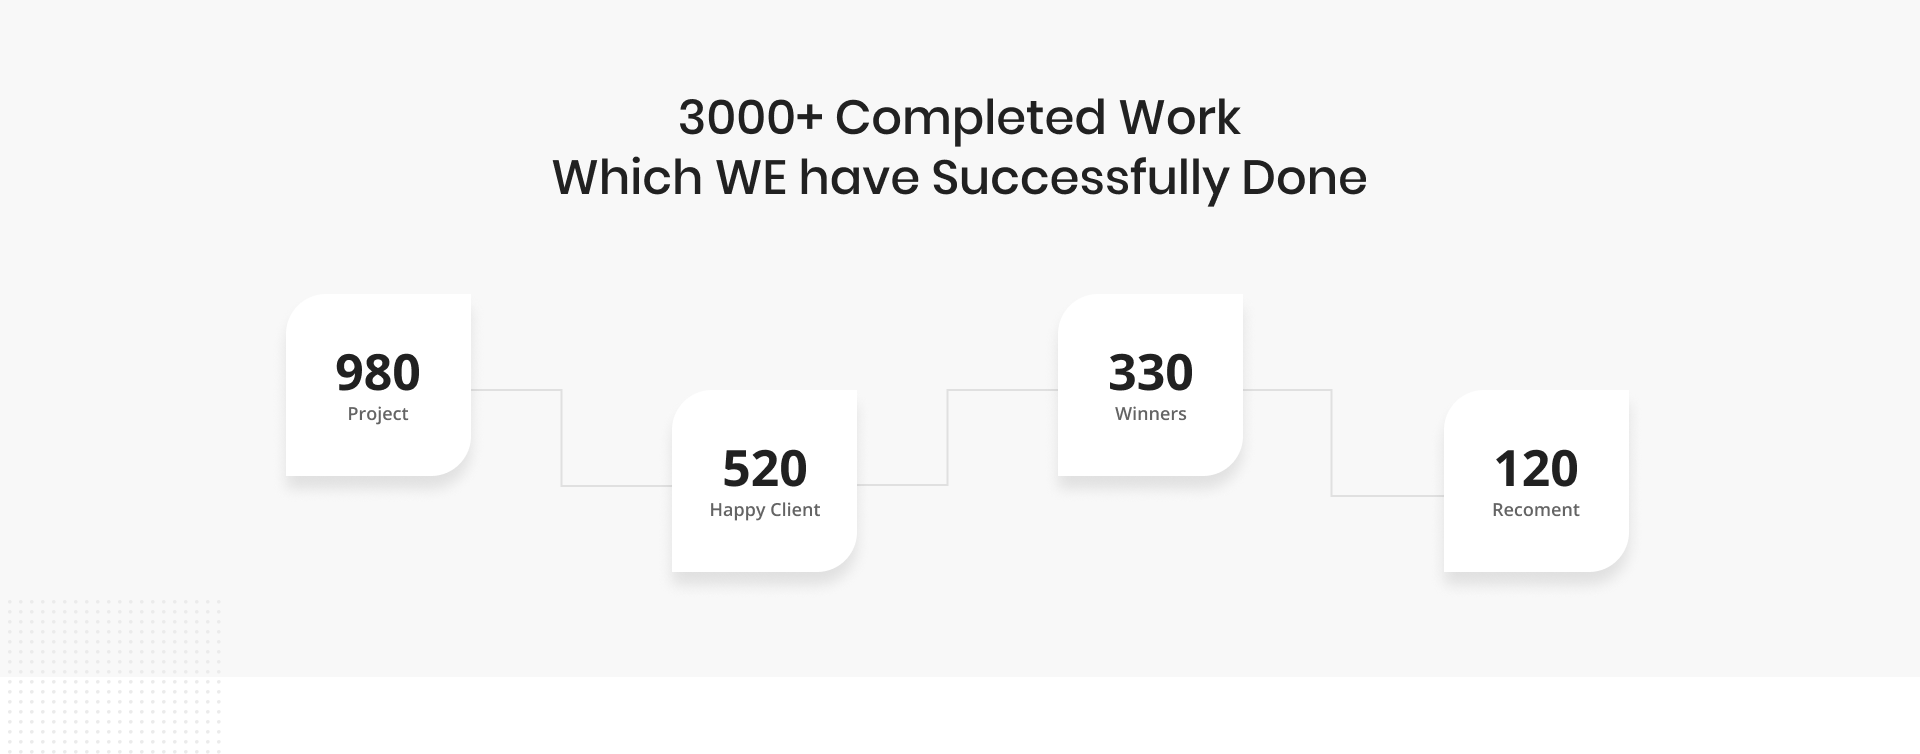 3000+ Completed Work
Which WE have Successfully Done
980
Project
520
Happy Client
330
Winners
120
Recoment